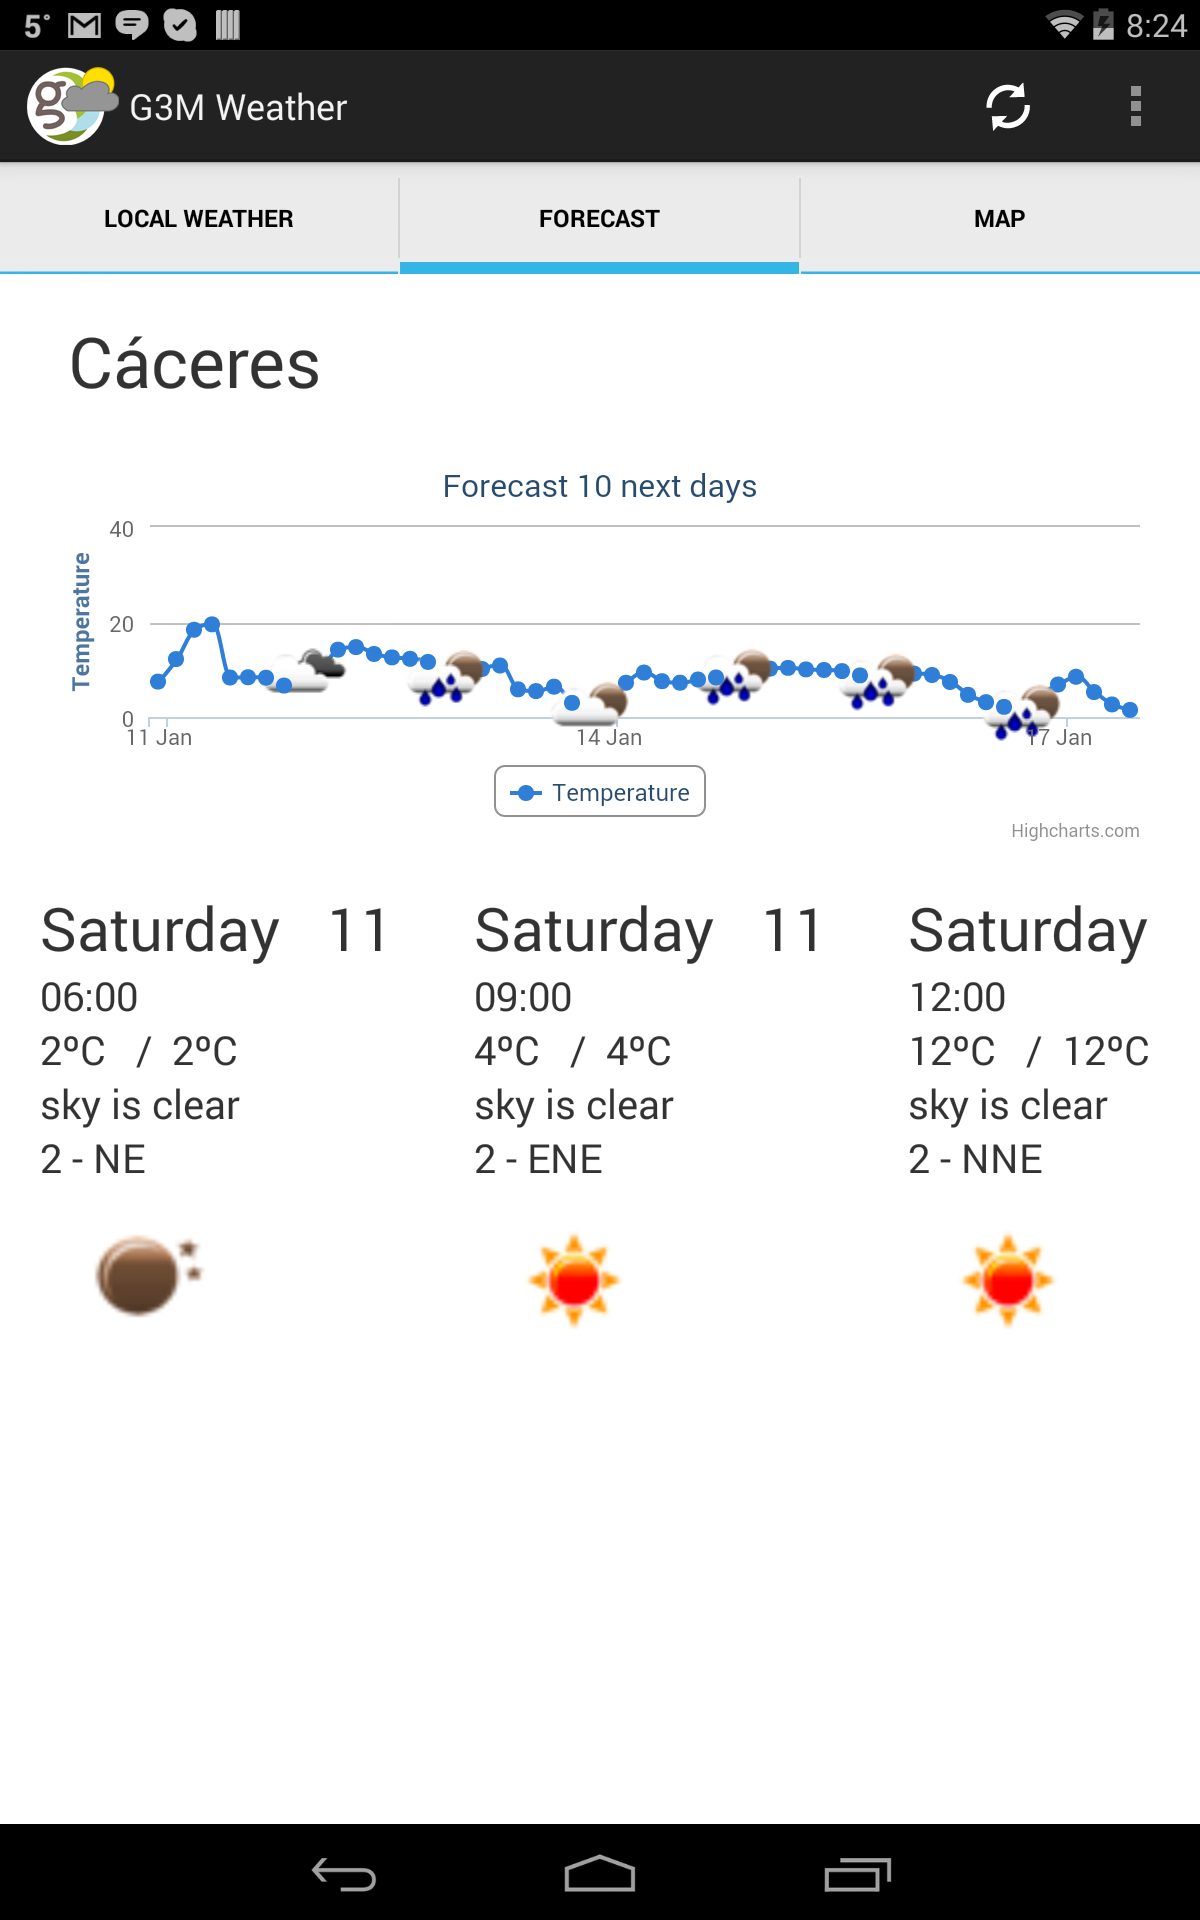 5°
8:24
G3M Weather
LOCAL WEATHER FORECAST MAP
Cáceres
Forecast 10 next days
Temperature
40
20
0
11 Jan 14 Jan 17 Jan
Temperature
Highcharts.com
Saturday 11
06:00
2ºC / 2ºC
sky is clear
2 - NE
Saturday 11
09:00
4ºC / 4ºC
sky is clear
2 - ENE
Saturday
12:00
12ºC / 12ºC
sky is clear
2 - NNE